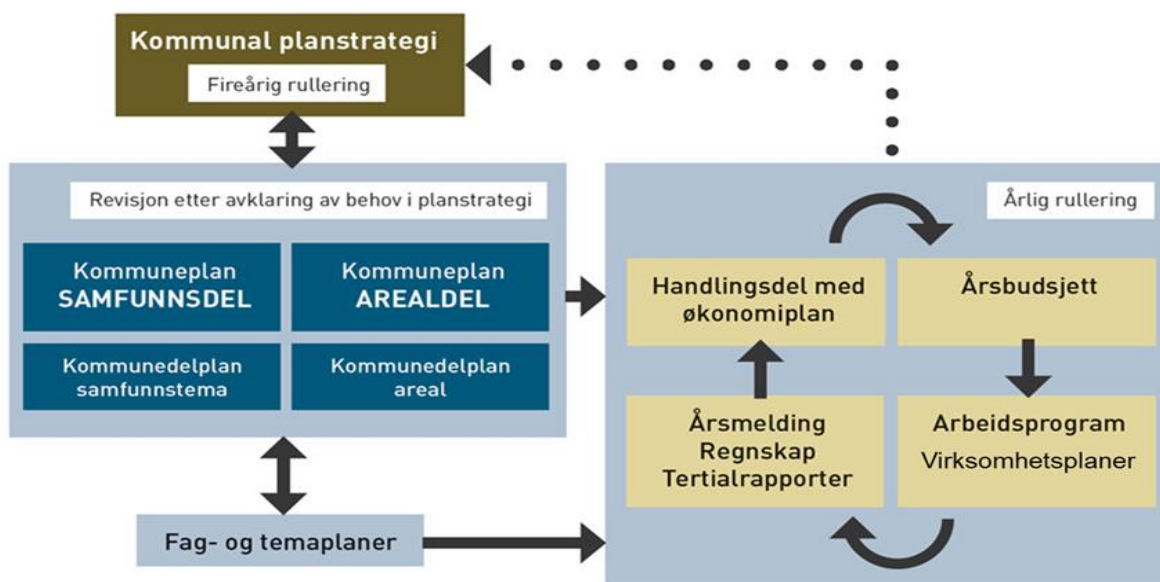 Kommunal planstrategi
Fireårig rullering
Revisjon etter avklaring av behov i planstrategi
Kommuneplan
SAMFUNNSDEL
Kommuneplan
AREALDEL
Kommunedelplan
samfunnstema
Kommunedelplan
areal
Fag- og temaplaner
Årlig rullering
Handlingsdel med
økonomiplan
Årsbudsjett
Årsmelding
Regnskap
Tertialrapporter
Arbeidsprogram
Virksomhetsplaner